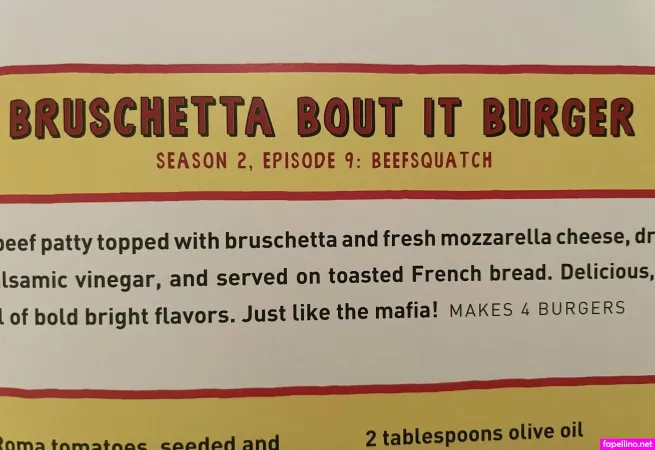 BRUSCHETTA BOUT IT BURGER
SEASON 2, EPISODE 9: BEEFSQUATCH
beef patty topped with bruschetta and fresh mozzarella cheese, dr
lsamic vinegar, and served on toasted French bread. Delicious,
l of bold bright flavors. Just like the mafia! MAKES 4 BURGERS
Roma tomatoes, seeded and
2 tablespoons olive oil
fapellino.net